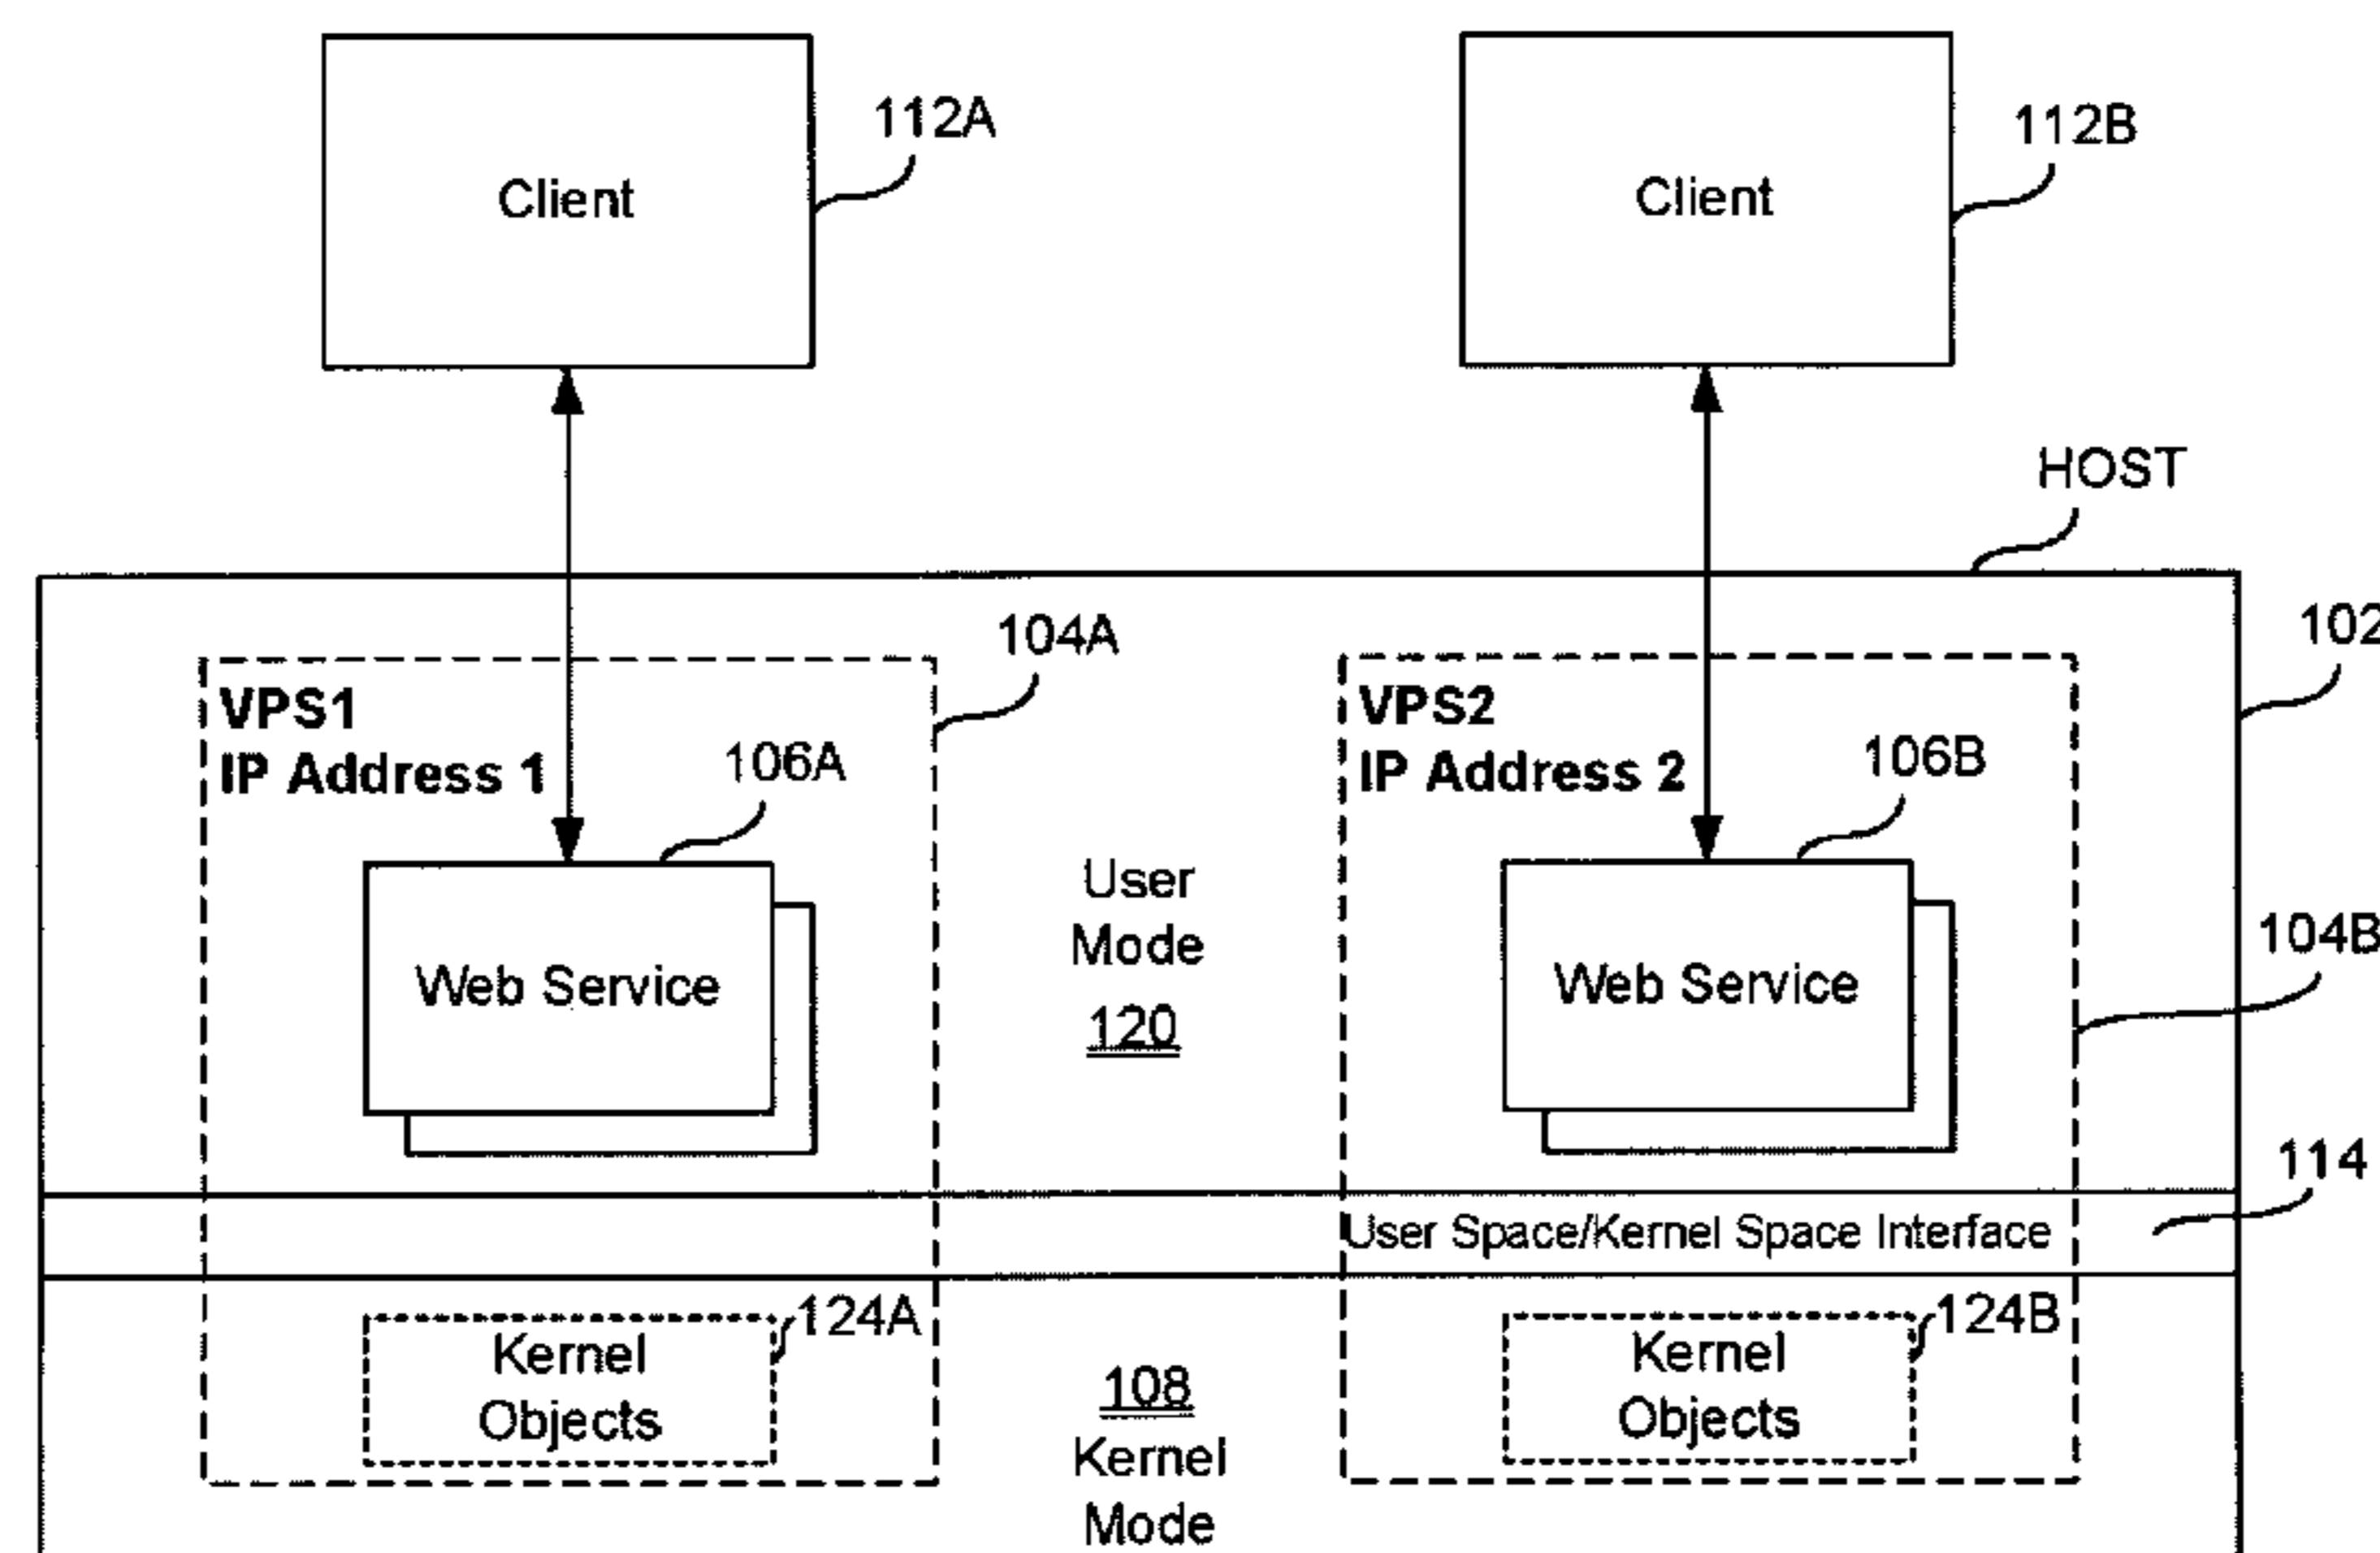 112A
112B
Client
Client
HOST
102
104A
VPS1
IP Address 1
VPS2
IP Address 2
106A
106B
User
Mode
120
104B
Web Service
Web Service
114
User Space/Kernel Space Interface
124A
124B
Kernel
Objects
Kernel
Objects
108
Kernel
Mode